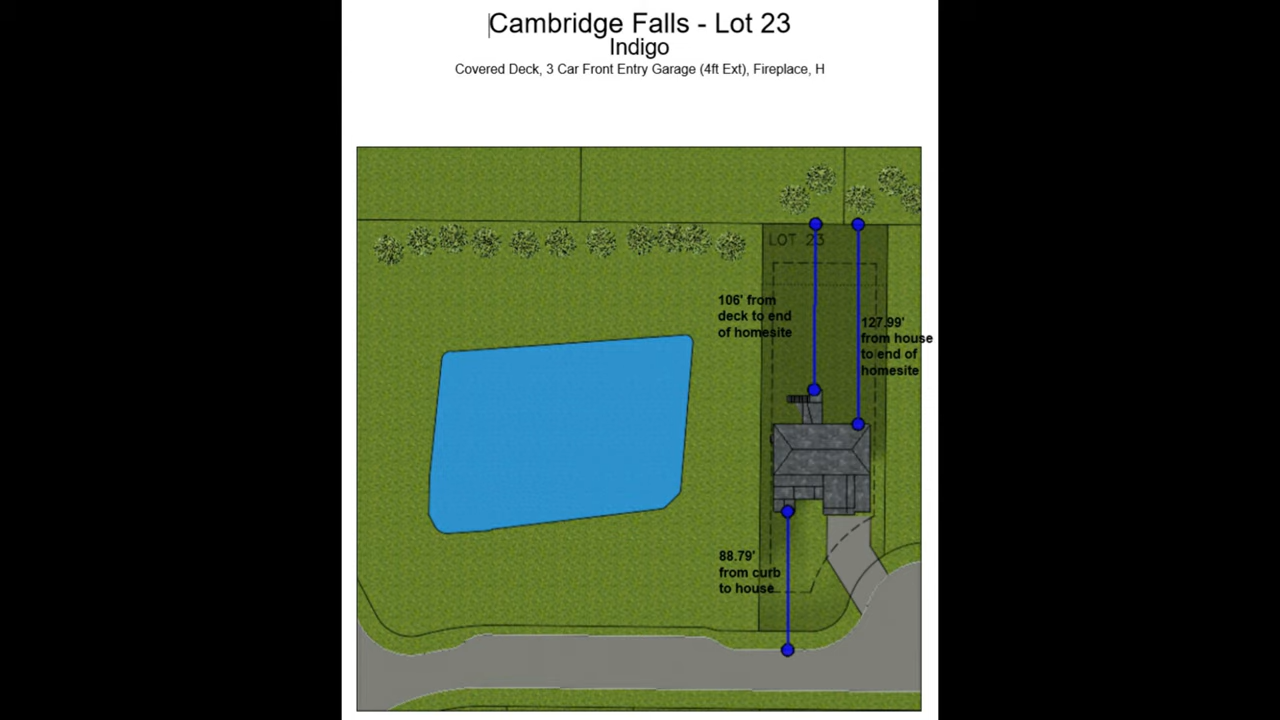 Cambridge Falls - Lot 23
Indigo
Covered Deck, 3 Car Front Entry Garage (4ft Ext), Fireplace, H
LOT 23
106' from
deck to end
of homesite
127.99'
from house
to end of
homesite
88.79'
from curb
to house